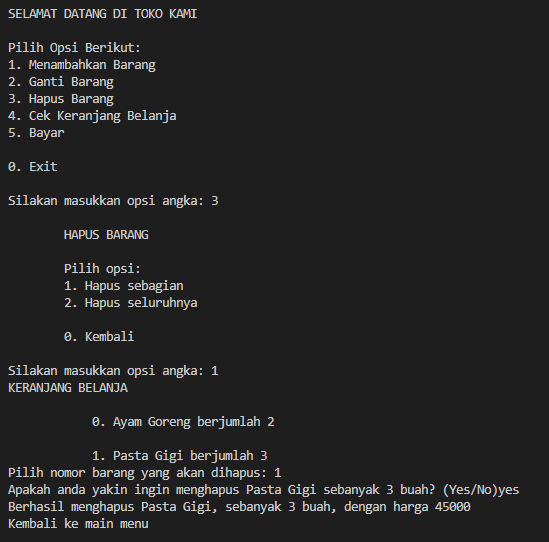 SELAMAT DATANG DI TOKO KAMI
Pilih Opsi Berikut:
1. Menambahkan Barang
2. Ganti Barang
3. Hapus Barang
4. Cek Keranjang Belanja
5. Bayar
0. Exit
Silakan masukkan opsi angka: 3
HAPUS BARANG
Pilih opsi:
1. Hapus sebagian
2. Hapus seluruhnya
0. Kembali
Silakan masukkan opsi angka: 1
KERANJANG BELANJA
0. Ayam Goreng berjumlah 2
1. Pasta Gigi berjumlah 3
Pilih nomor barang yang akan dihapus: 1
Apakah anda yakin ingin menghapus Pasta Gigi sebanyak 3 buah? (Yes/No)yes
Berhasil menghapus Pasta Gigi, sebanyak 3 buah, dengan harga 45000
Kembali ke main menu